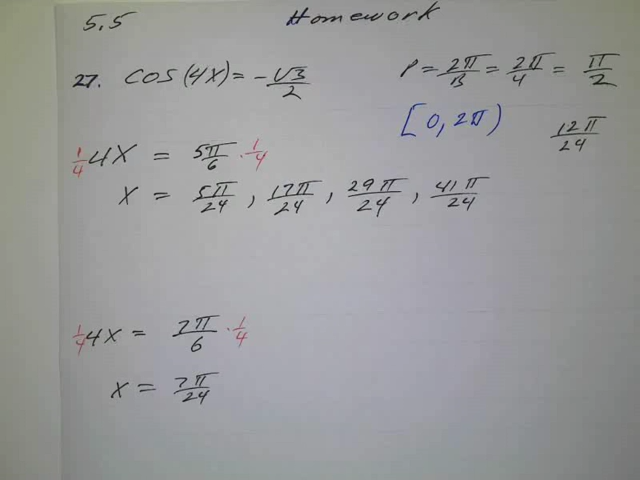 5.5 Homework
27. COS(4X) = -√3/2 P = 2π/B = 2π/4 = π/2
[0, 2π) 12π/24
1/4 4X = 5π/6 · 1/4
X = 5π/24, 17π/24, 29π/24, 41π/24
1/4 4X = 7π/6 · 1/4
X = 7π/24